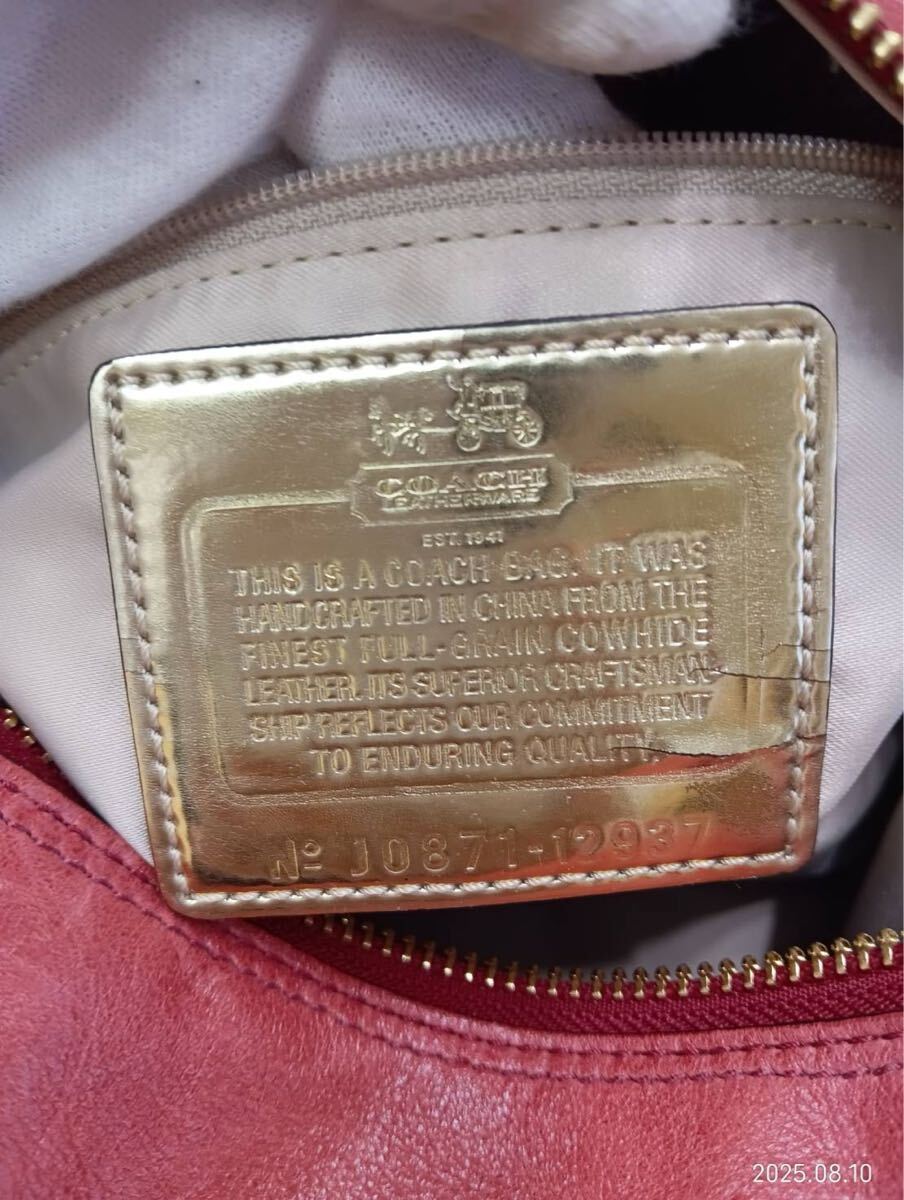 COACH
LEATHERWARE
EST. 1941
THIS IS A COACH BAG. IT WAS
HANDCRAFTED IN CHINA FROM THE
FINEST FULL-GRAIN COWHIDE
LEATHER. ITS SUPERIOR CRAFTSMAN-
SHIP REFLECTS OUR COMMITMENT
TO ENDURING QUALITY.
Nº J0871-12937
2025.08.10